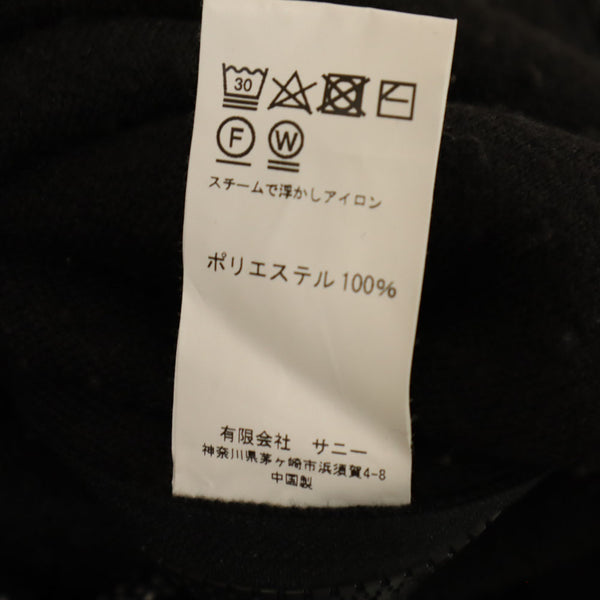 30
F W
スチームで浮かしアイロン
ポリエステル100%
有限会社 サニー
神奈川県茅ヶ崎市浜須賀4-8
中国製